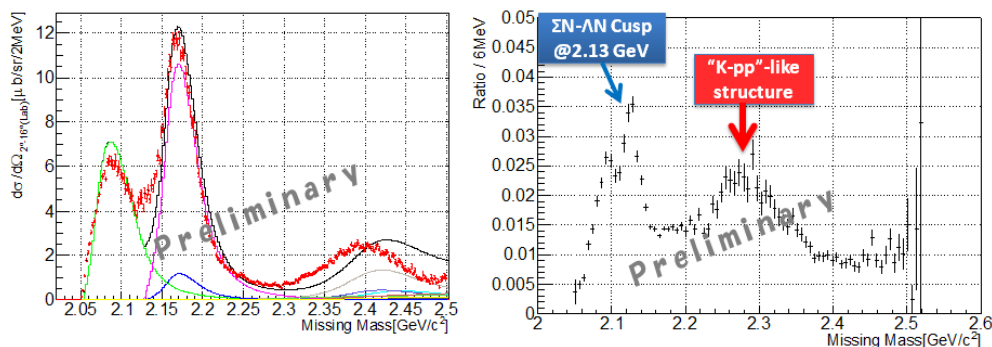 dσ/dΩ 2°-16°(Lab)[μ b/sr/2MeV]
12
10
8
6
4
2
0
2.05 2.1 2.15 2.2 2.25 2.3 2.35 2.4 2.45 2.5
Missing Mass[GeV/c²]
Preliminary
Ratio / 6MeV
0.05
0.045
0.04
0.035
0.03
0.025
0.02
0.015
0.01
0.005
0
2 2.1 2.2 2.3 2.4 2.5 2.6
Missing Mass[GeV/c²]
ΣN-ΛN Cusp
@2.13 GeV
"K-pp"-like
structure
Preliminary